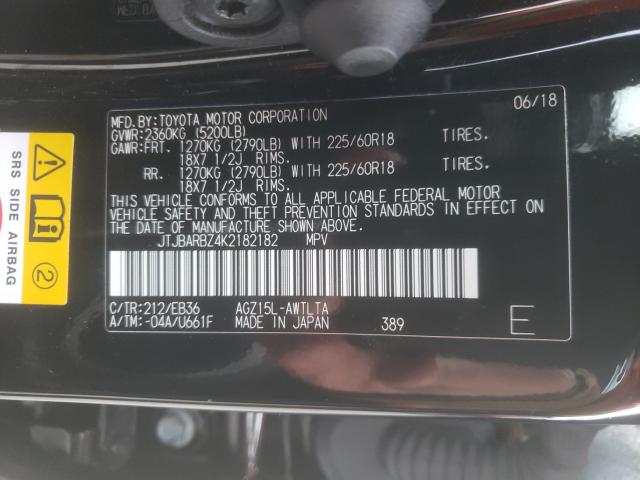 MFD.BY:TOYOTA MOTOR CORPORATION 06/18
GVWR:2360KG (5200LB)
GAWR:FRT. 1270KG (2790LB) WITH 225/60R18 TIRES.
18X7 1/2J RIMS.
RR. 1270KG (2790LB) WITH 225/60R18 TIRES.
18X7 1/2J RIMS.
THIS VEHICLE CONFORMS TO ALL APPLICABLE FEDERAL MOTOR
VEHICLE SAFETY AND THEFT PREVENTION STANDARDS IN EFFECT ON
THE DATE OF MANUFACTURE SHOWN ABOVE.
JTJBARBZ4K2182182 MPV
C/TR:212/EB36 AGZ15L-AWTLTA
A/TM:-04A/U661F MADE IN JAPAN 389 E
SRS SIDE AIRBAG
2